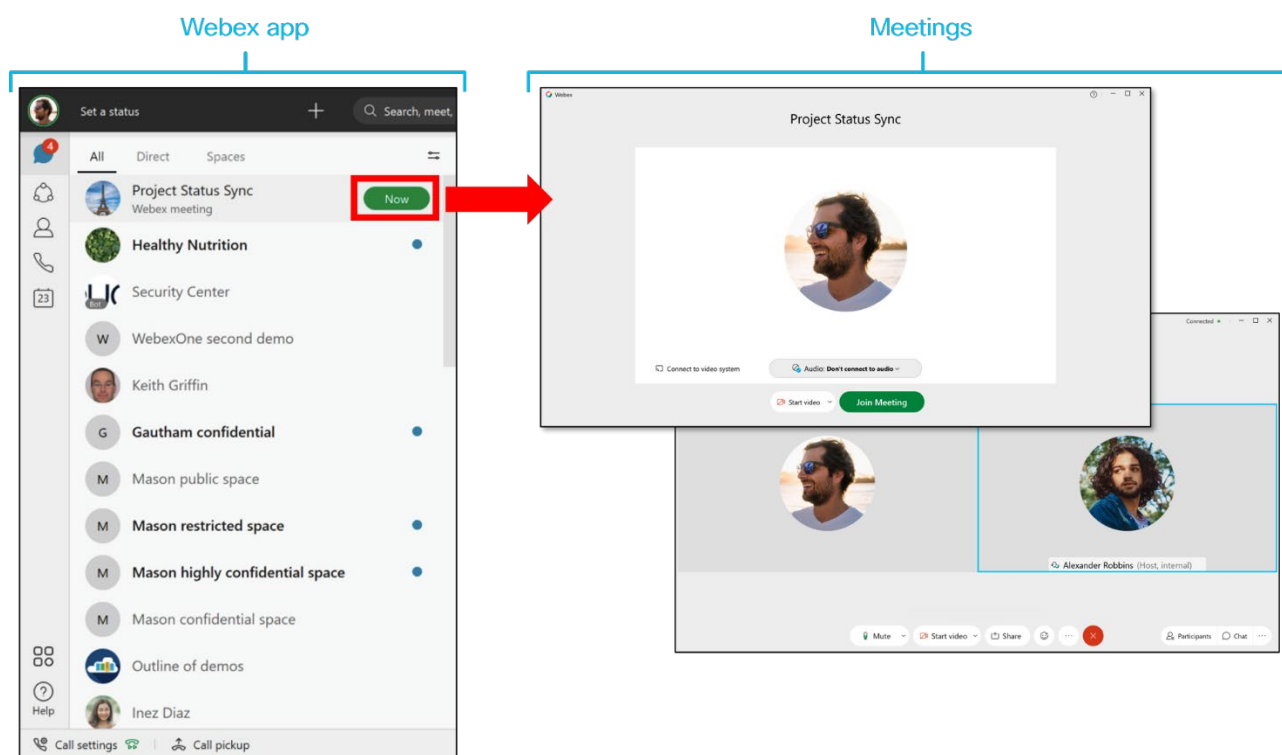 Webex app
Meetings
Set a status
Search, meet,
4
All Direct Spaces
Project Status Sync
Webex meeting
Now
Healthy Nutrition
23
Security Center
Bot
W
WebexOne second demo
Keith Griffin
G
Gautham confidential
M
Mason public space
M
Mason restricted space
M
Mason highly confidential space
M
Mason confidential space
Outline of demos
Help
Inez Diaz
Call settings
Call pickup
Webex
Project Status Sync
Connect to video system
Audio: Don't connect to audio
Start video
Join Meeting
Connected
Alexander Robbins (Host, internal)
Mute
Start video
Share
Participants
Chat